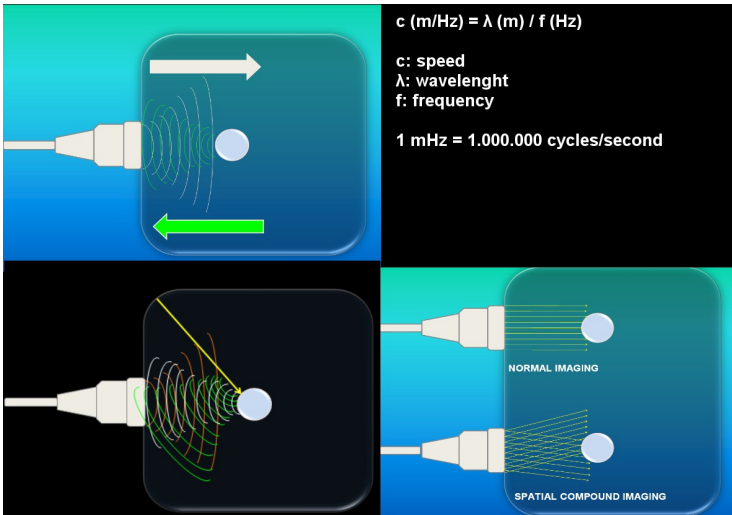 c (m/Hz) = λ (m) / f (Hz)
c: speed
λ: wavelenght
f: frequency
1 mHz = 1.000.000 cycles/second
NORMAL IMAGING
SPATIAL COMPOUND IMAGING